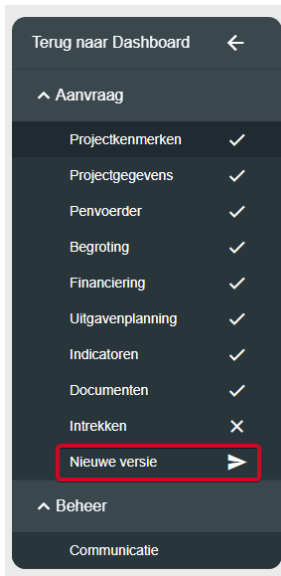 Terug naar Dashboard
Aanvraag
Projectkenmerken
Projectgegevens
Penvoerder
Begroting
Financiering
Uitgavenplanning
Indicatoren
Documenten
Intrekken
Nieuwe versie
Beheer
Communicatie